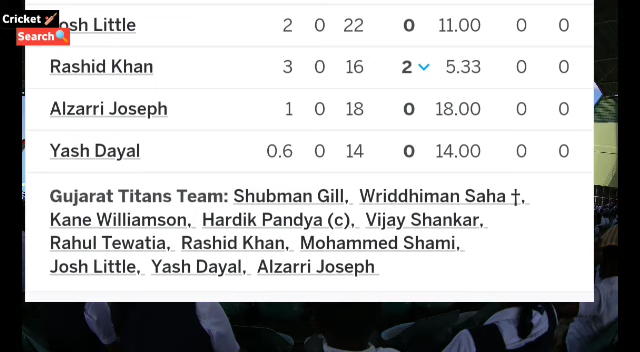 Cricket 🏏
Search🔍
Josh Little 2 0 22 0 11.00 0 0
Rashid Khan 3 0 16 2 5.33 0 0
Alzarri Joseph 1 0 18 0 18.00 0 0
Yash Dayal 0.6 0 14 0 14.00 0 0
Gujarat Titans Team: Shubman Gill, Wriddhiman Saha †,
Kane Williamson, Hardik Pandya (c), Vijay Shankar,
Rahul Tewatia, Rashid Khan, Mohammed Shami,
Josh Little, Yash Dayal, Alzarri Joseph